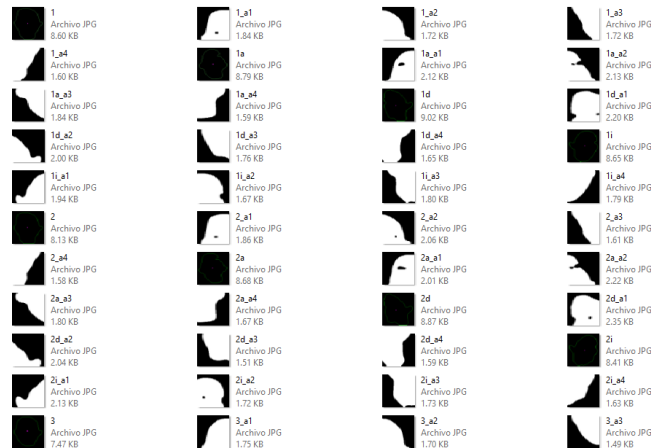 1
Archivo JPG
8.60 KB
1_a1
Archivo JPG
1.84 KB
1_a2
Archivo JPG
1.72 KB
1_a3
Archivo JPG
1.72 KB
1_a4
Archivo JPG
1.60 KB
1a
Archivo JPG
8.79 KB
1a_a1
Archivo JPG
2.12 KB
1a_a2
Archivo JPG
2.13 KB
1a_a3
Archivo JPG
1.84 KB
1a_a4
Archivo JPG
1.59 KB
1d
Archivo JPG
9.02 KB
1d_a1
Archivo JPG
2.20 KB
1d_a2
Archivo JPG
2.00 KB
1d_a3
Archivo JPG
1.76 KB
1d_a4
Archivo JPG
1.65 KB
1i
Archivo JPG
8.65 KB
1i_a1
Archivo JPG
1.94 KB
1i_a2
Archivo JPG
1.67 KB
1i_a3
Archivo JPG
1.80 KB
1i_a4
Archivo JPG
1.79 KB
2
Archivo JPG
8.13 KB
2_a1
Archivo JPG
1.86 KB
2_a2
Archivo JPG
2.06 KB
2_a3
Archivo JPG
1.61 KB
2_a4
Archivo JPG
1.58 KB
2a
Archivo JPG
8.68 KB
2a_a1
Archivo JPG
2.01 KB
2a_a2
Archivo JPG
2.22 KB
2a_a3
Archivo JPG
1.80 KB
2a_a4
Archivo JPG
1.67 KB
2d
Archivo JPG
8.87 KB
2d_a1
Archivo JPG
2.35 KB
2d_a2
Archivo JPG
2.04 KB
2d_a3
Archivo JPG
1.51 KB
2d_a4
Archivo JPG
1.59 KB
2i
Archivo JPG
8.41 KB
2i_a1
Archivo JPG
2.13 KB
2i_a2
Archivo JPG
1.72 KB
2i_a3
Archivo JPG
1.73 KB
2i_a4
Archivo JPG
1.63 KB
3
Archivo JPG
7.47 KB
3_a1
Archivo JPG
1.75 KB
3_a2
Archivo JPG
1.70 KB
3_a3
Archivo JPG
1.49 KB